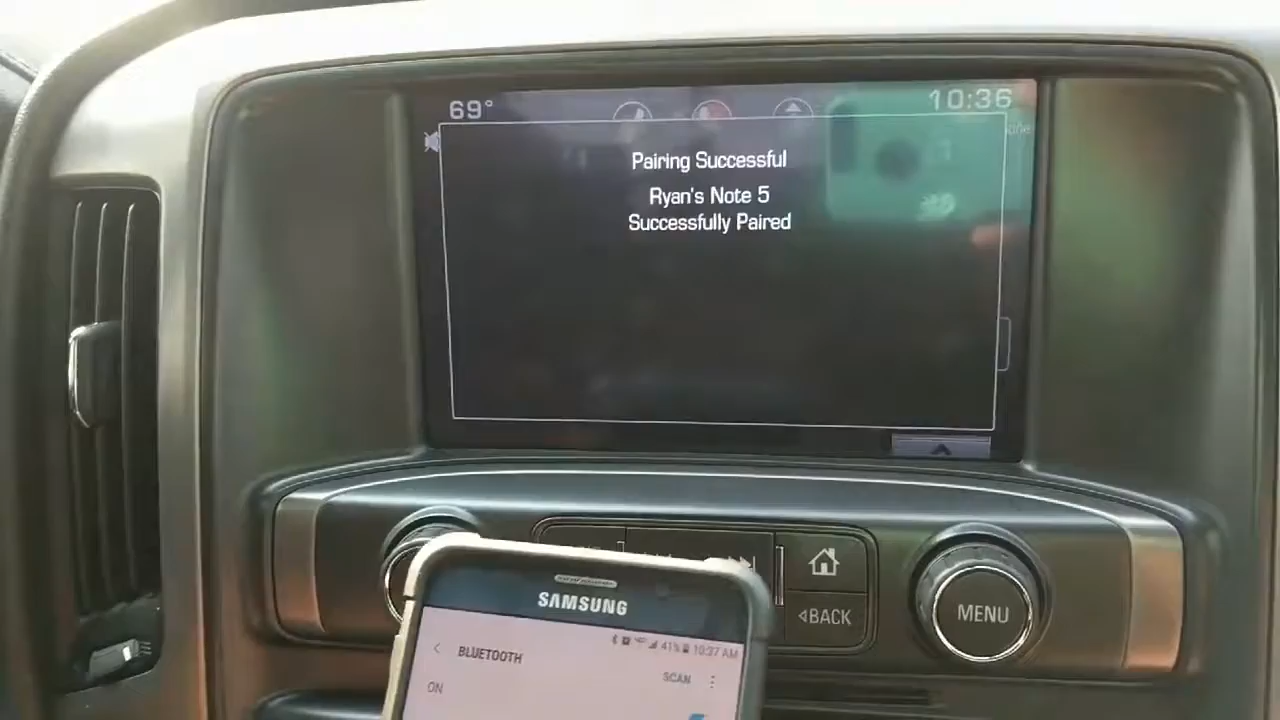 69°
10:36
Pairing Successful
Ryan's Note 5
Successfully Paired
MENU
◁BACK
SAMSUNG
41% 10:37 AM
< BLUETOOTH
SCAN
ON